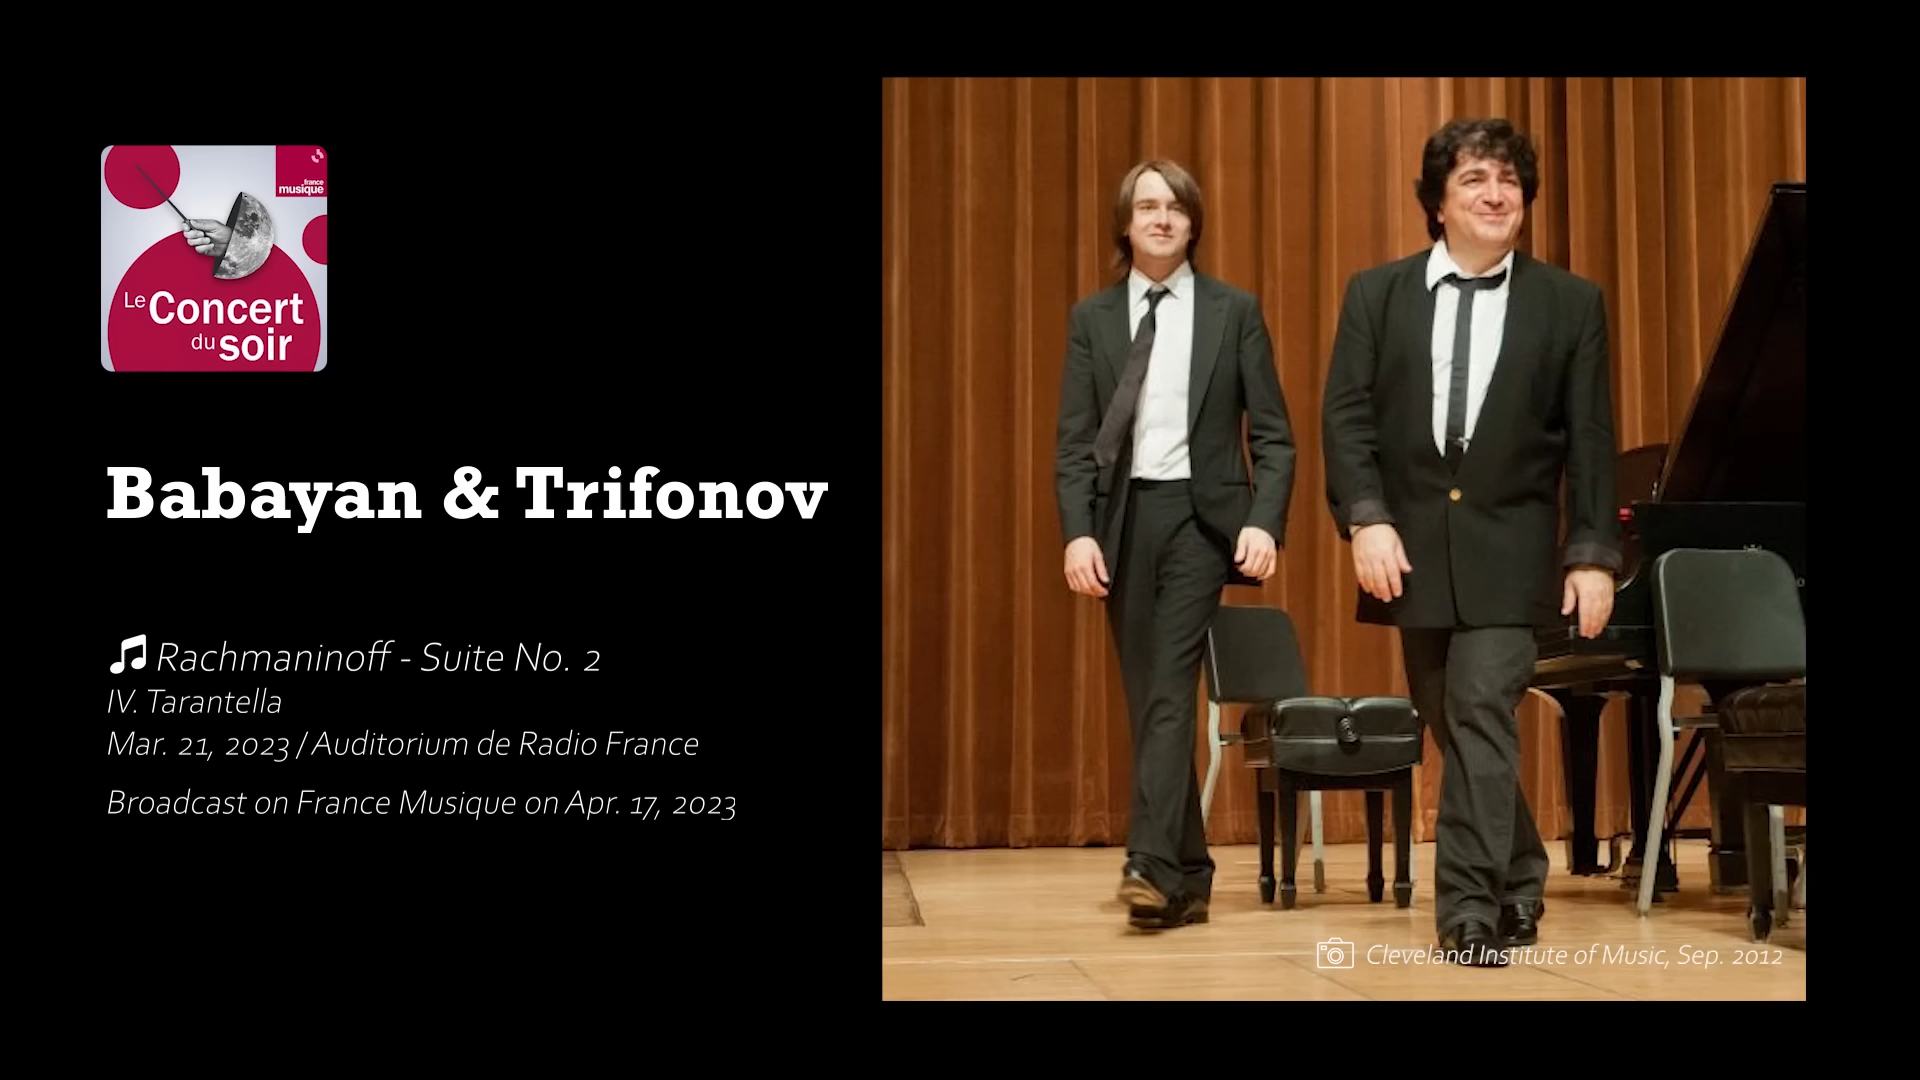 france
musique
Le Concert
du soir
Babayan & Trifonov
Rachmaninoff - Suite No. 2
IV. Tarantella
Mar. 21, 2023 / Auditorium de Radio France
Broadcast on France Musique on Apr. 17, 2023
Cleveland Institute of Music, Sep. 2012